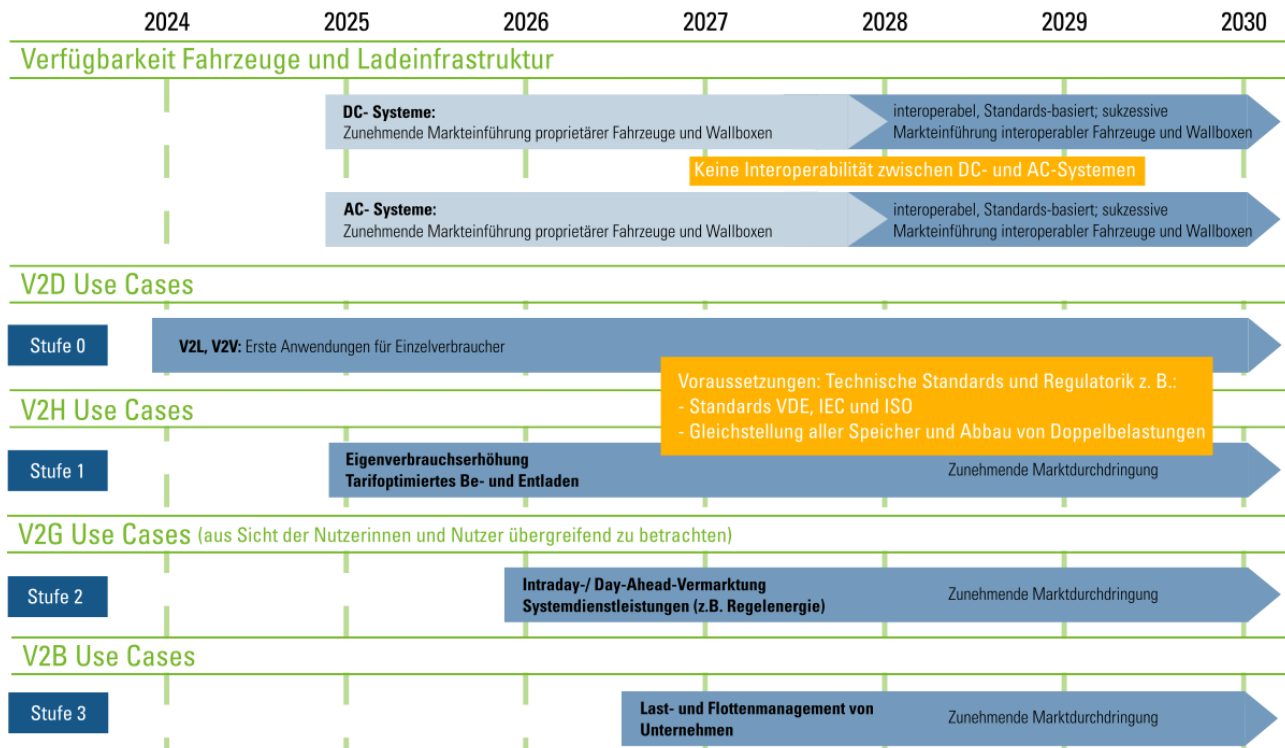 2024 2025 2026 2027 2028 2029 2030
Verfügbarkeit Fahrzeuge und Ladeinfrastruktur
DC- Systeme:
Zunehmende Markteinführung proprietärer Fahrzeuge und Wallboxen
interoperabel, Standards-basiert; sukzessive
Markteinführung interoperabler Fahrzeuge und Wallboxen
Keine Interoperabilität zwischen DC- und AC-Systemen
AC- Systeme:
Zunehmende Markteinführung proprietärer Fahrzeuge und Wallboxen
interoperabel, Standards-basiert; sukzessive
Markteinführung interoperabler Fahrzeuge und Wallboxen
V2D Use Cases
Stufe 0
V2L, V2V: Erste Anwendungen für Einzelverbraucher
Voraussetzungen: Technische Standards und Regulatorik z. B.:
- Standards VDE, IEC und ISO
- Gleichstellung aller Speicher und Abbau von Doppelbelastungen
V2H Use Cases
Stufe 1
Eigenverbrauchserhöhung
Tarifoptimiertes Be- und Entladen
Zunehmende Marktdurchdringung
V2G Use Cases (aus Sicht der Nutzerinnen und Nutzer übergreifend zu betrachten)
Stufe 2
Intraday-/ Day-Ahead-Vermarktung
Systemdienstleistungen (z.B. Regelenergie)
Zunehmende Marktdurchdringung
V2B Use Cases
Stufe 3
Last- und Flottenmanagement von
Unternehmen
Zunehmende Marktdurchdringung